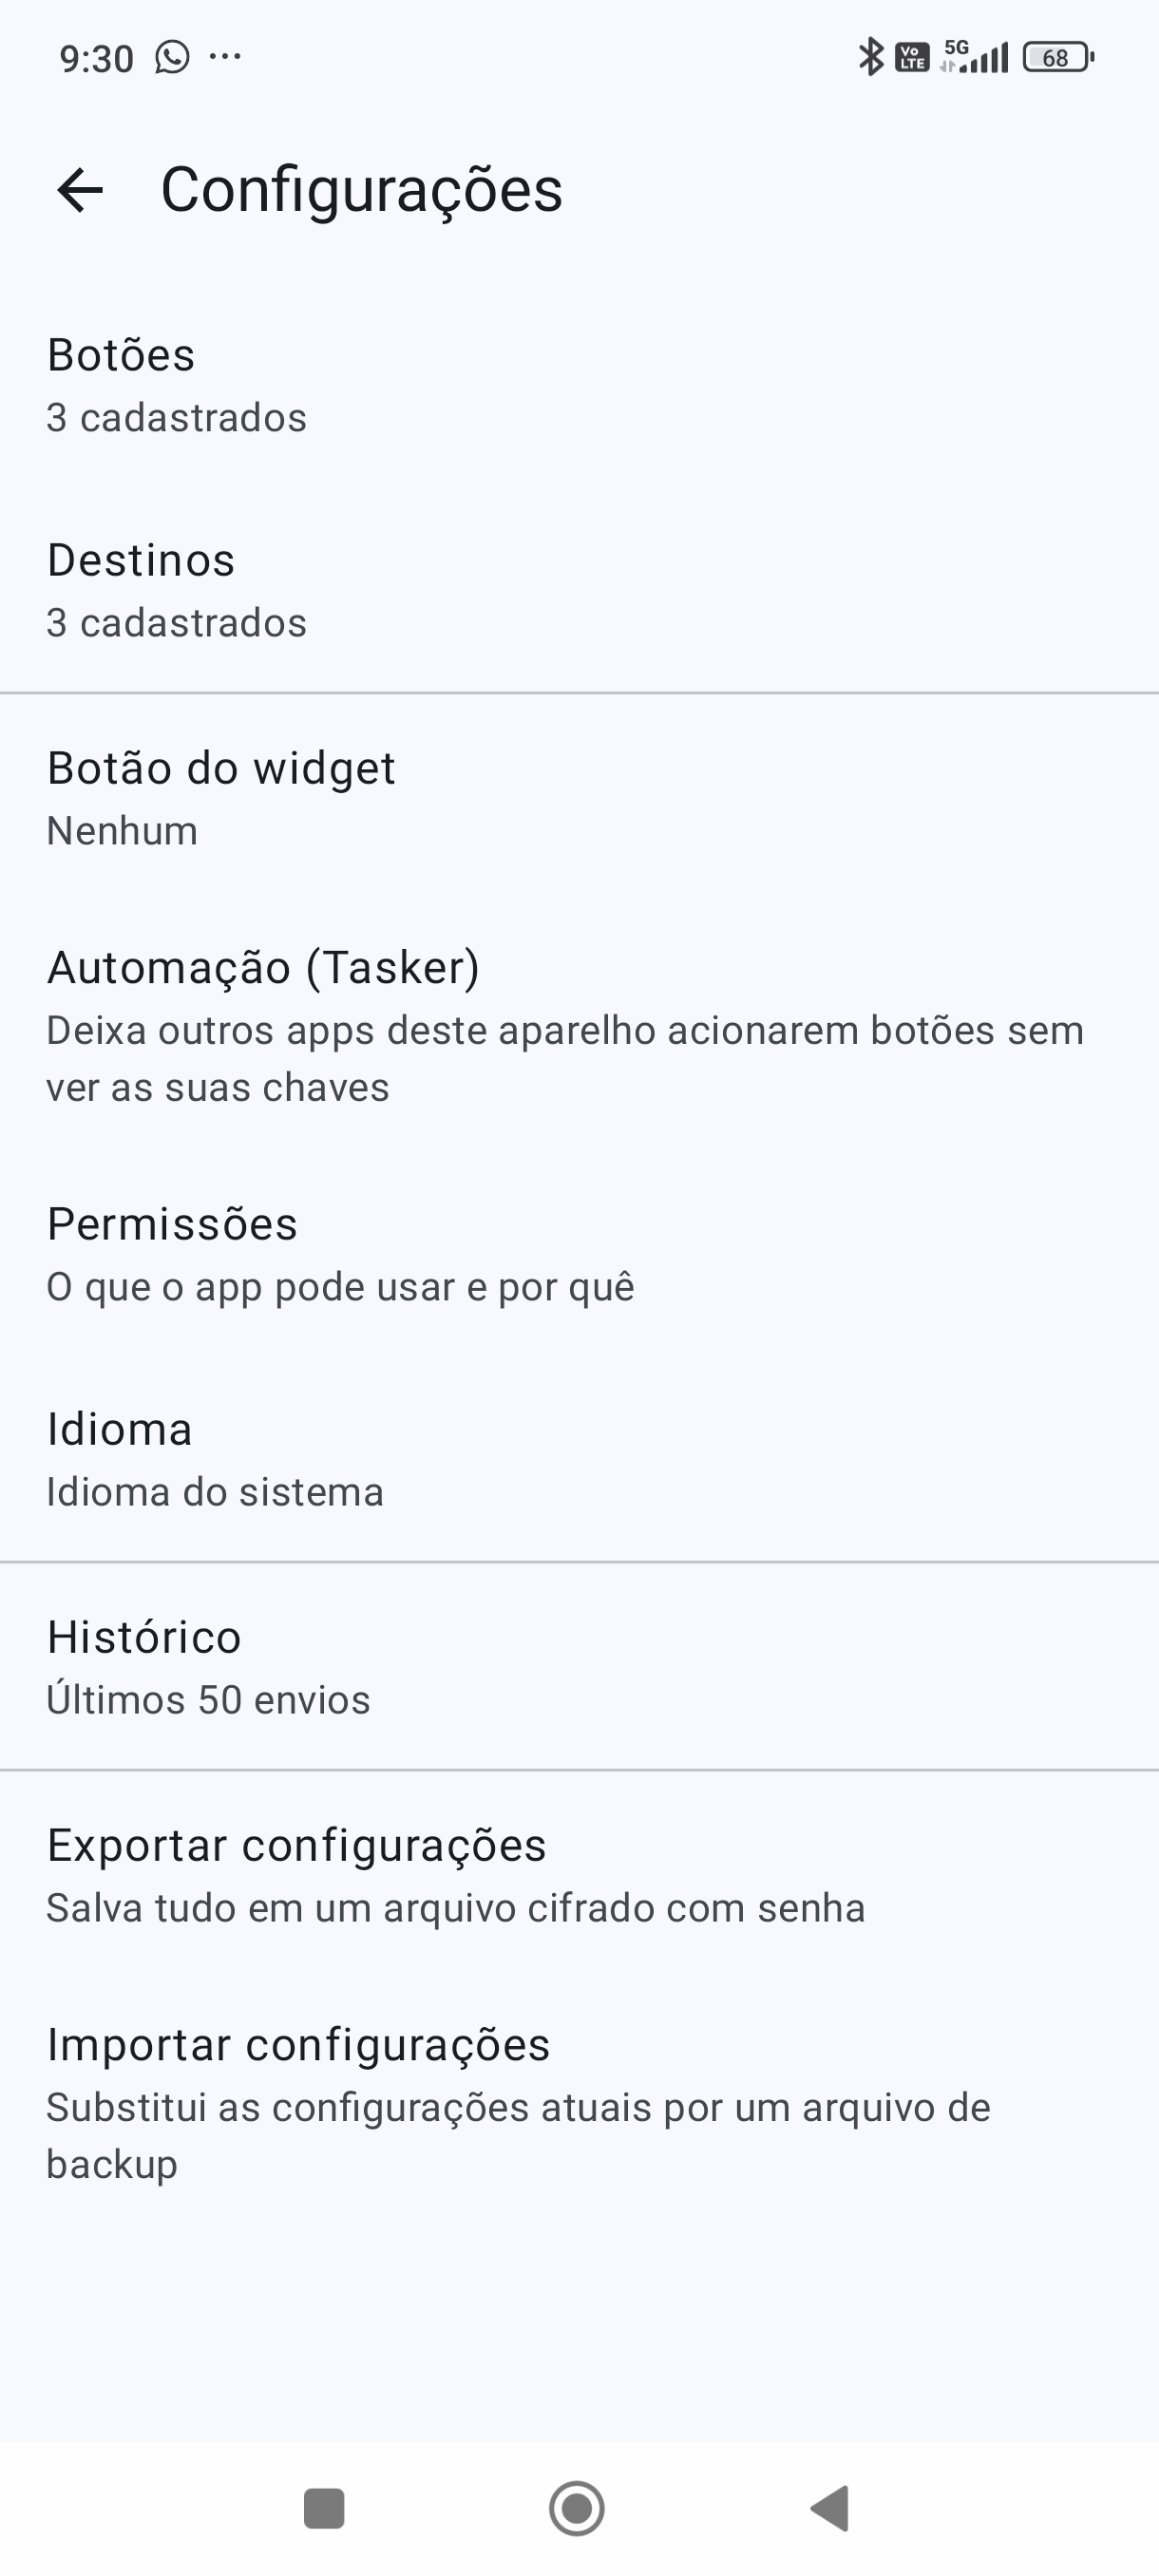 9:30
Vo LTE 5G 68
Configurações
Botões
3 cadastrados
Destinos
3 cadastrados
Botão do widget
Nenhum
Automação (Tasker)
Deixa outros apps deste aparelho acionarem botões sem
ver as suas chaves
Permissões
O que o app pode usar e por quê
Idioma
Idioma do sistema
Histórico
Últimos 50 envios
Exportar configurações
Salva tudo em um arquivo cifrado com senha
Importar configurações
Substitui as configurações atuais por um arquivo de
backup